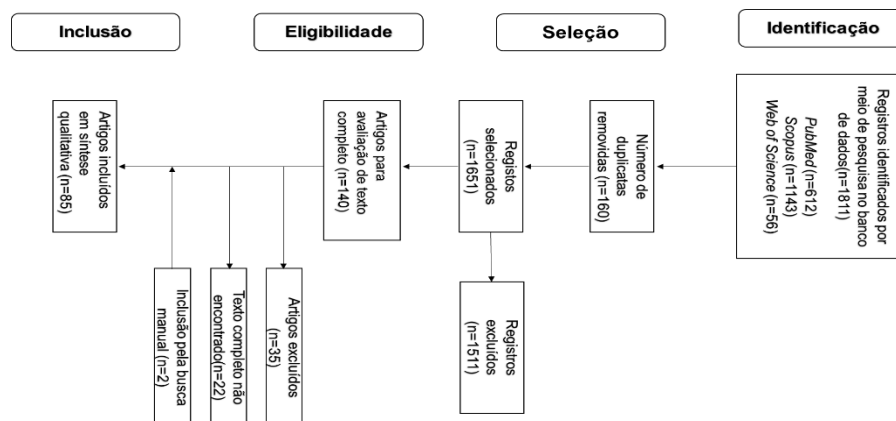 Inclusão
Eligibilidade
Seleção
Identificação
Registros identificados por
meio de pesquisa no banco
de dados(n=1811)
PubMed (n=612)
Scopus (n=1143)
Web of Science (n=56)
Número de
duplicatas
removidas (n=160)
Registos
selecionados
(n=1651)
Registros
excluídos
(n=1511)
Artigos para
avaliação de texto
completo (n=140)
Artigos excluídos
(n=35)
Texto completo não
encontrado(n=22)
Inclusão pela busca
manual (n=2)
Artigos incluídos
em síntese
qualitativa (n=85)